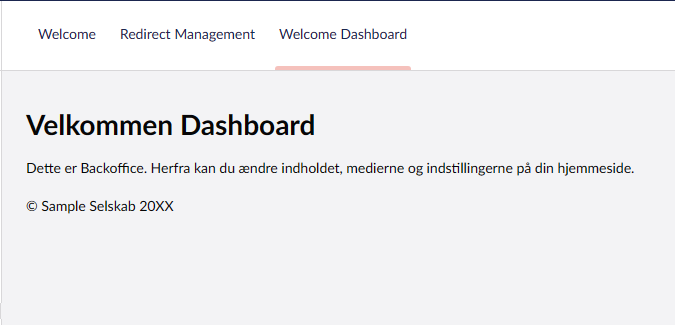 Welcome Redirect Management Welcome Dashboard
Velkommen Dashboard
Dette er Backoffice. Herfra kan du ændre indholdet, medierne og indstillingerne på din hjemmeside.
© Sample Selskab 20XX